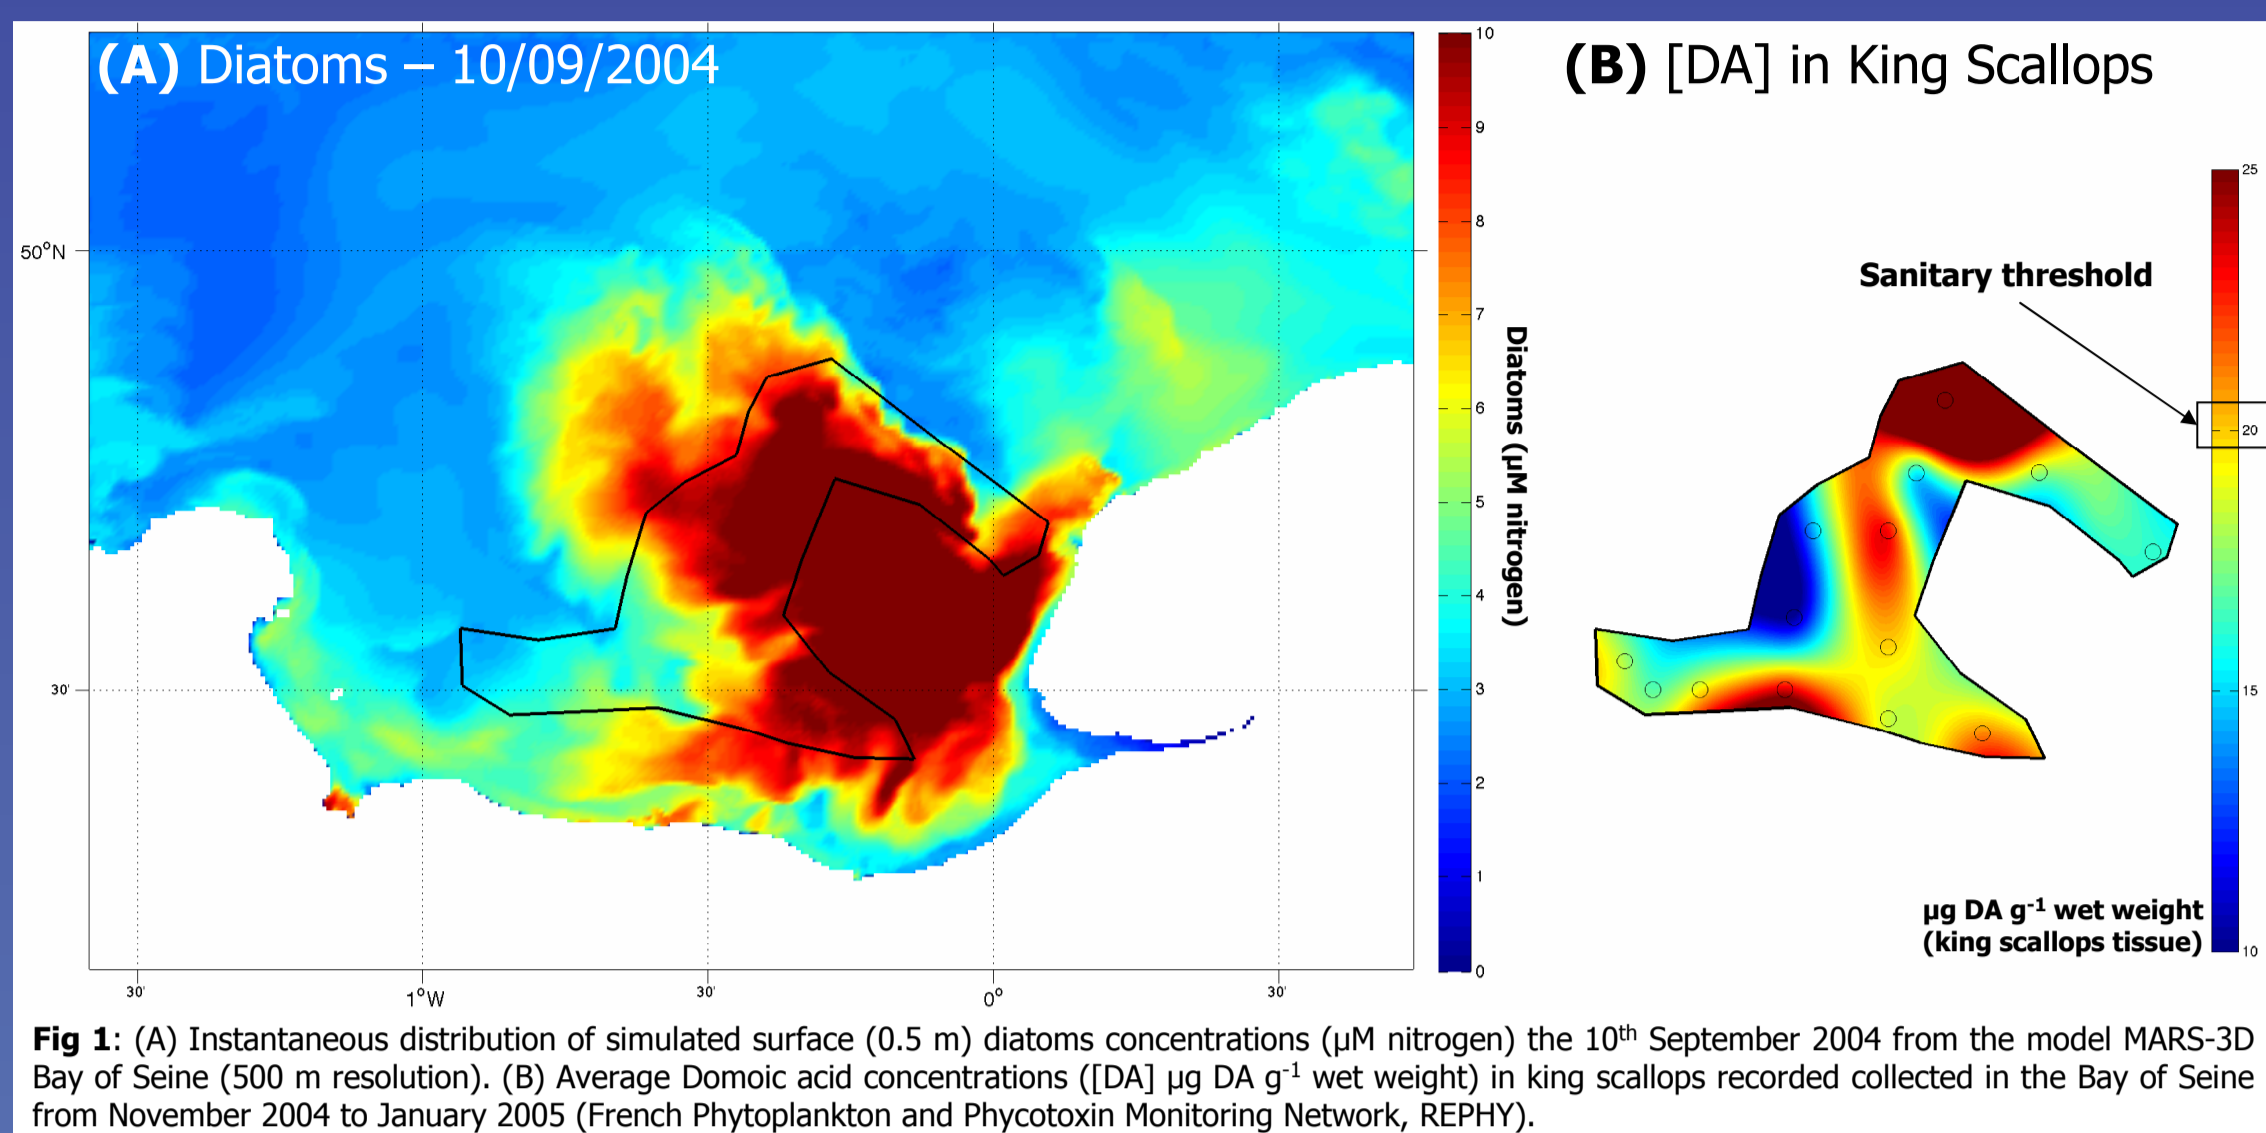 (A) Diatoms – 10/09/2004
(B) [DA] in King Scallops
50°N
30'
30'
1°W
30'
0°
30'
10
9
8
7
6
5
4
3
2
1
0
Diatoms (µM nitrogen)
Sanitary threshold
25
20
15
10
µg DA g-1 wet weight
(king scallops tissue)
Fig 1: (A) Instantaneous distribution of simulated surface (0.5 m) diatoms concentrations (µM nitrogen) the 10th September 2004 from the model MARS-3D
Bay of Seine (500 m resolution). (B) Average Domoic acid concentrations ([DA] µg DA g-1 wet weight) in king scallops recorded collected in the Bay of Seine
from November 2004 to January 2005 (French Phytoplankton and Phycotoxin Monitoring Network, REPHY).